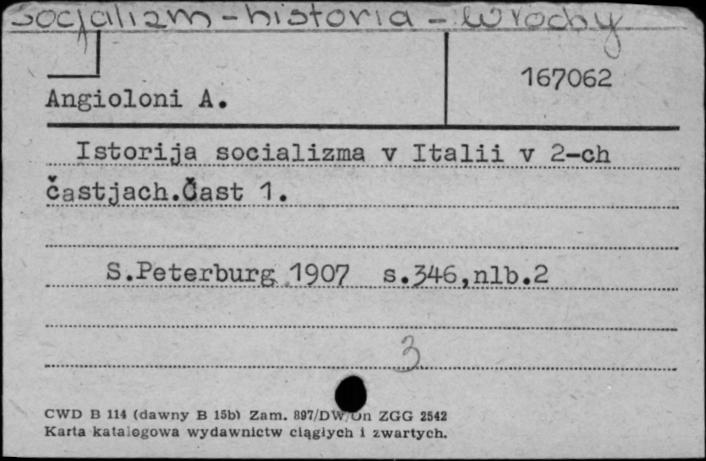 socjalizm - historia - Włochy
167062
Angioloni A.
Istorija socializma v Italii v 2-ch
častjach.Čast 1.
S.Peterburg 1907 s.346,nlb.2
3
CWD B 114 (dawny B 15b) Zam. 897/DW/On ZGG 2542
Karta katalogowa wydawnictw ciągłych i zwartych.